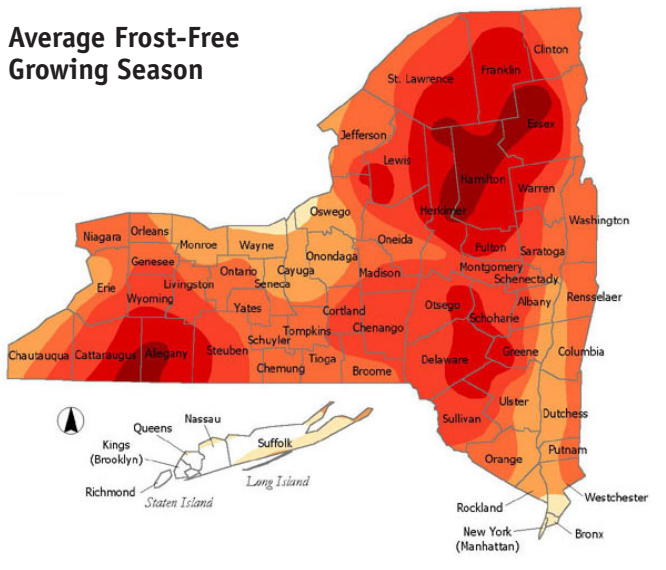 Average Frost-Free
Growing Season
Clinton
Franklin
St. Lawrence
Essex
Jefferson
Lewis
Hamilton
Warren
Herkimer
Oswego
Washington
Niagara
Orleans
Monroe
Wayne
Onondaga
Oneida
Fulton
Saratoga
Genesee
Ontario
Cayuga
Seneca
Madison
Montgomery
Schenectady
Erie
Livingston
Wyoming
Albany
Rensselaer
Yates
Cortland
Otsego
Schoharie
Chenango
Tompkins
Schuyler
Chautauqua
Cattaraugus
Allegany
Steuben
Tioga
Chemung
Broome
Delaware
Greene
Columbia
Ulster
Dutchess
Sullivan
Orange
Putnam
Nassau
Queens
Kings
(Brooklyn)
Suffolk
Richmond
Long Island
Staten Island
Rockland
Westchester
New York
(Manhattan)
Bronx